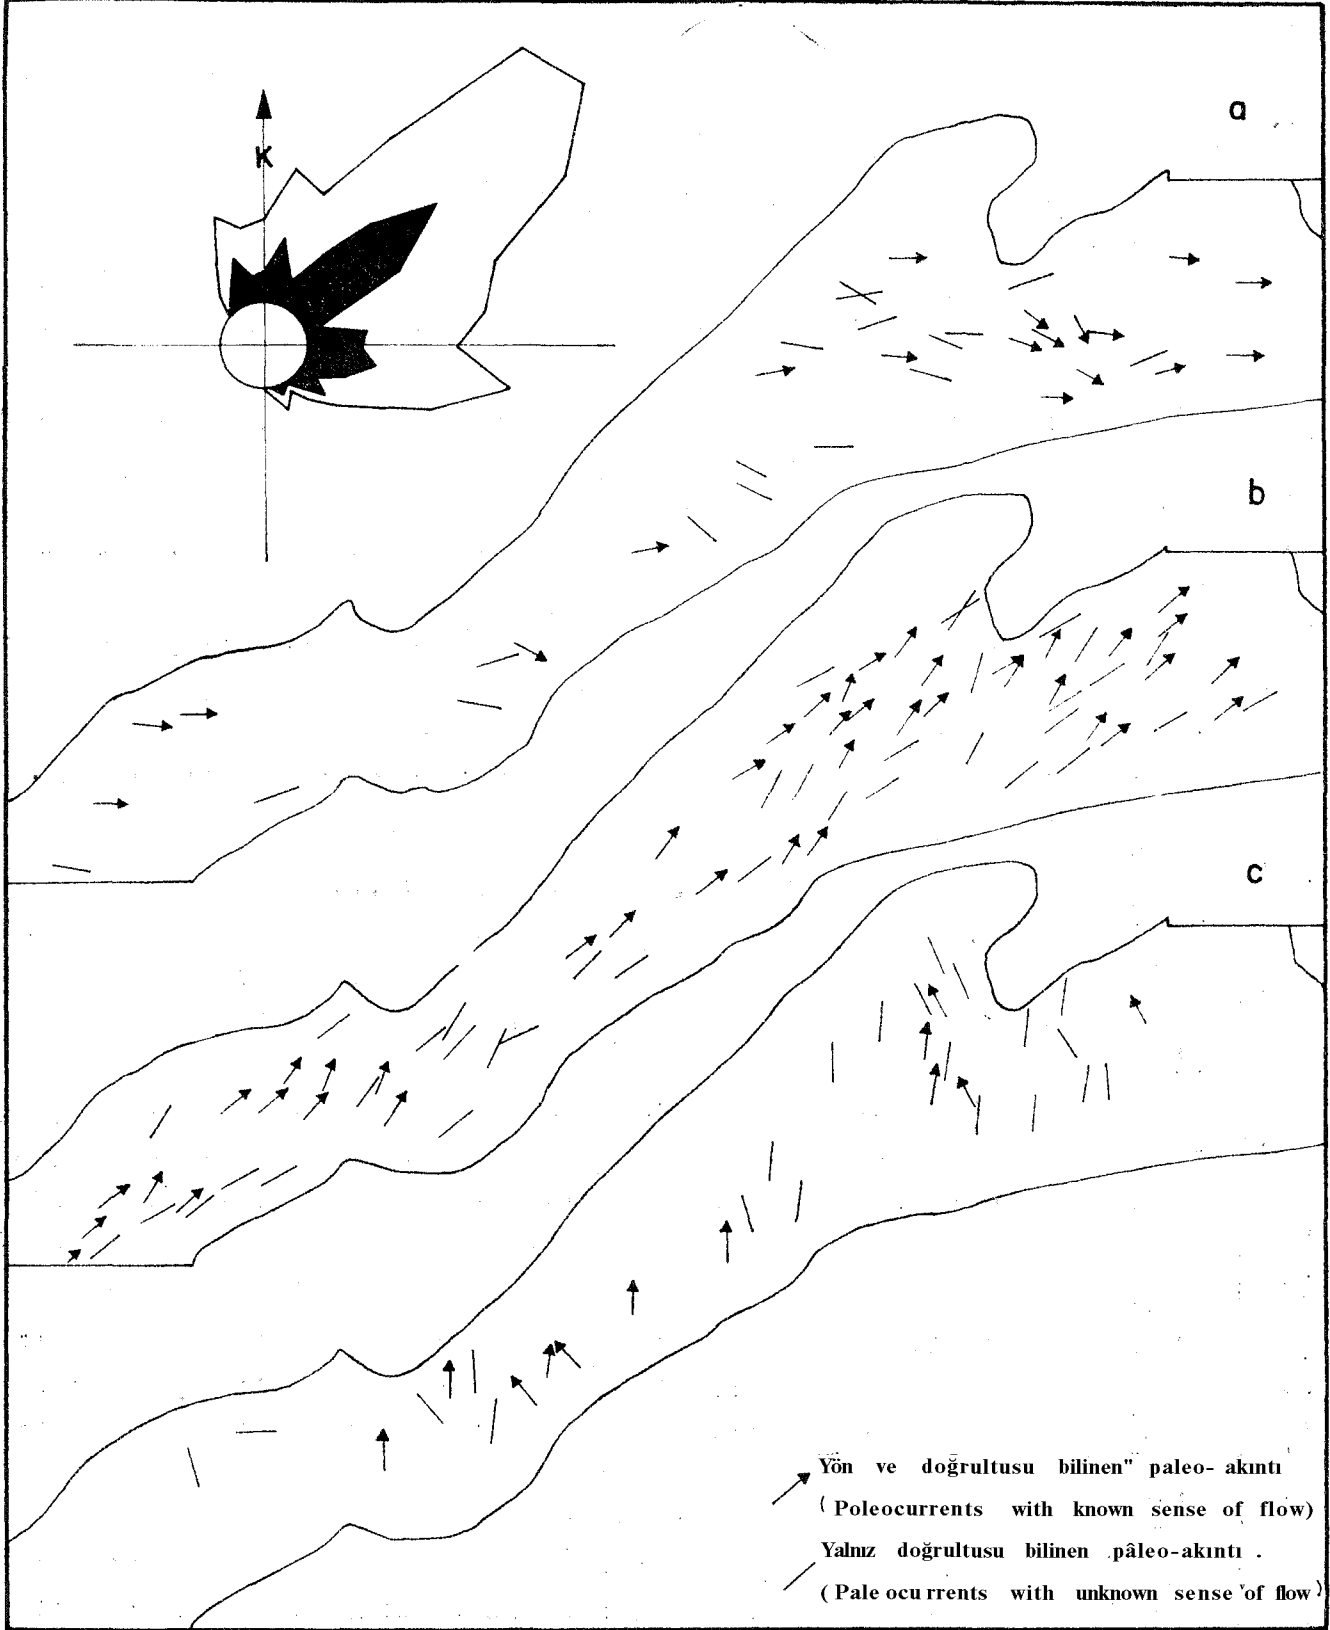 K
a
b
c
Yön ve doğrultusu bilinen" paleo- akıntı
( Poleocurrents with known sense of flow)
Yalnız doğrultusu bilinen pâleo-akıntı .
( Pale ocu rrents with unknown sense of flow )